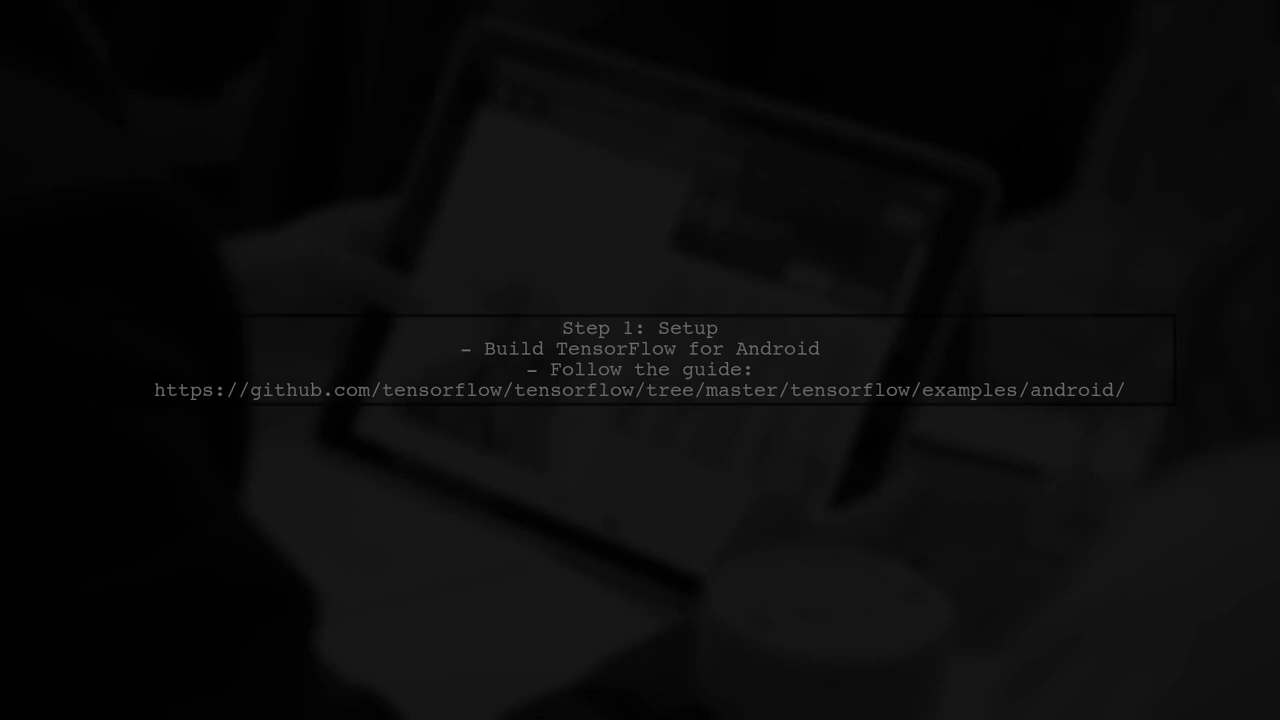 Step 1: Setup
- Build TensorFlow for Android
- Follow the guide:
https://github.com/tensorflow/tensorflow/tree/master/tensorflow/examples/android/